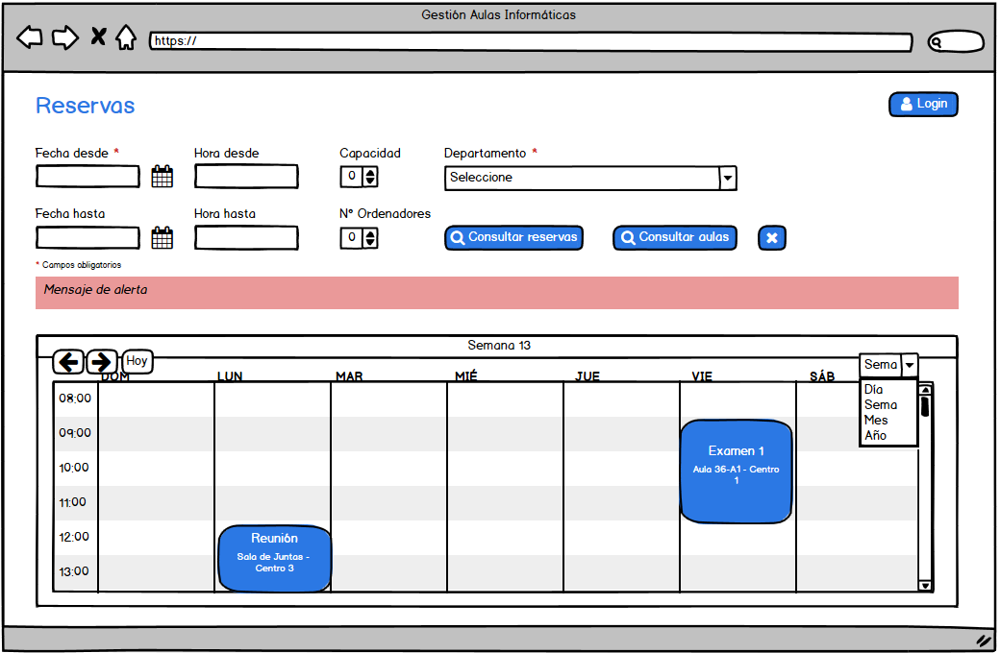 Gestión Aulas Informáticas
https://
Reservas
Login
Fecha desde *
Hora desde
Capacidad
Departamento *
0
Seleccione
Fecha hasta
Hora hasta
Nº Ordenadores
0
Consultar reservas
Consultar aulas
* Campos obligatorios
Mensaje de alerta
Semana 13
Hoy
Sema
DOM
LUN
MAR
MIÉ
JUE
VIE
SÁB
Día
Sema
Mes
Año
08:00
09:00
10:00
11:00
12:00
13:00
Examen 1
Aula 36-A1 - Centro
1
Reunión
Sala de Juntas -
Centro 3